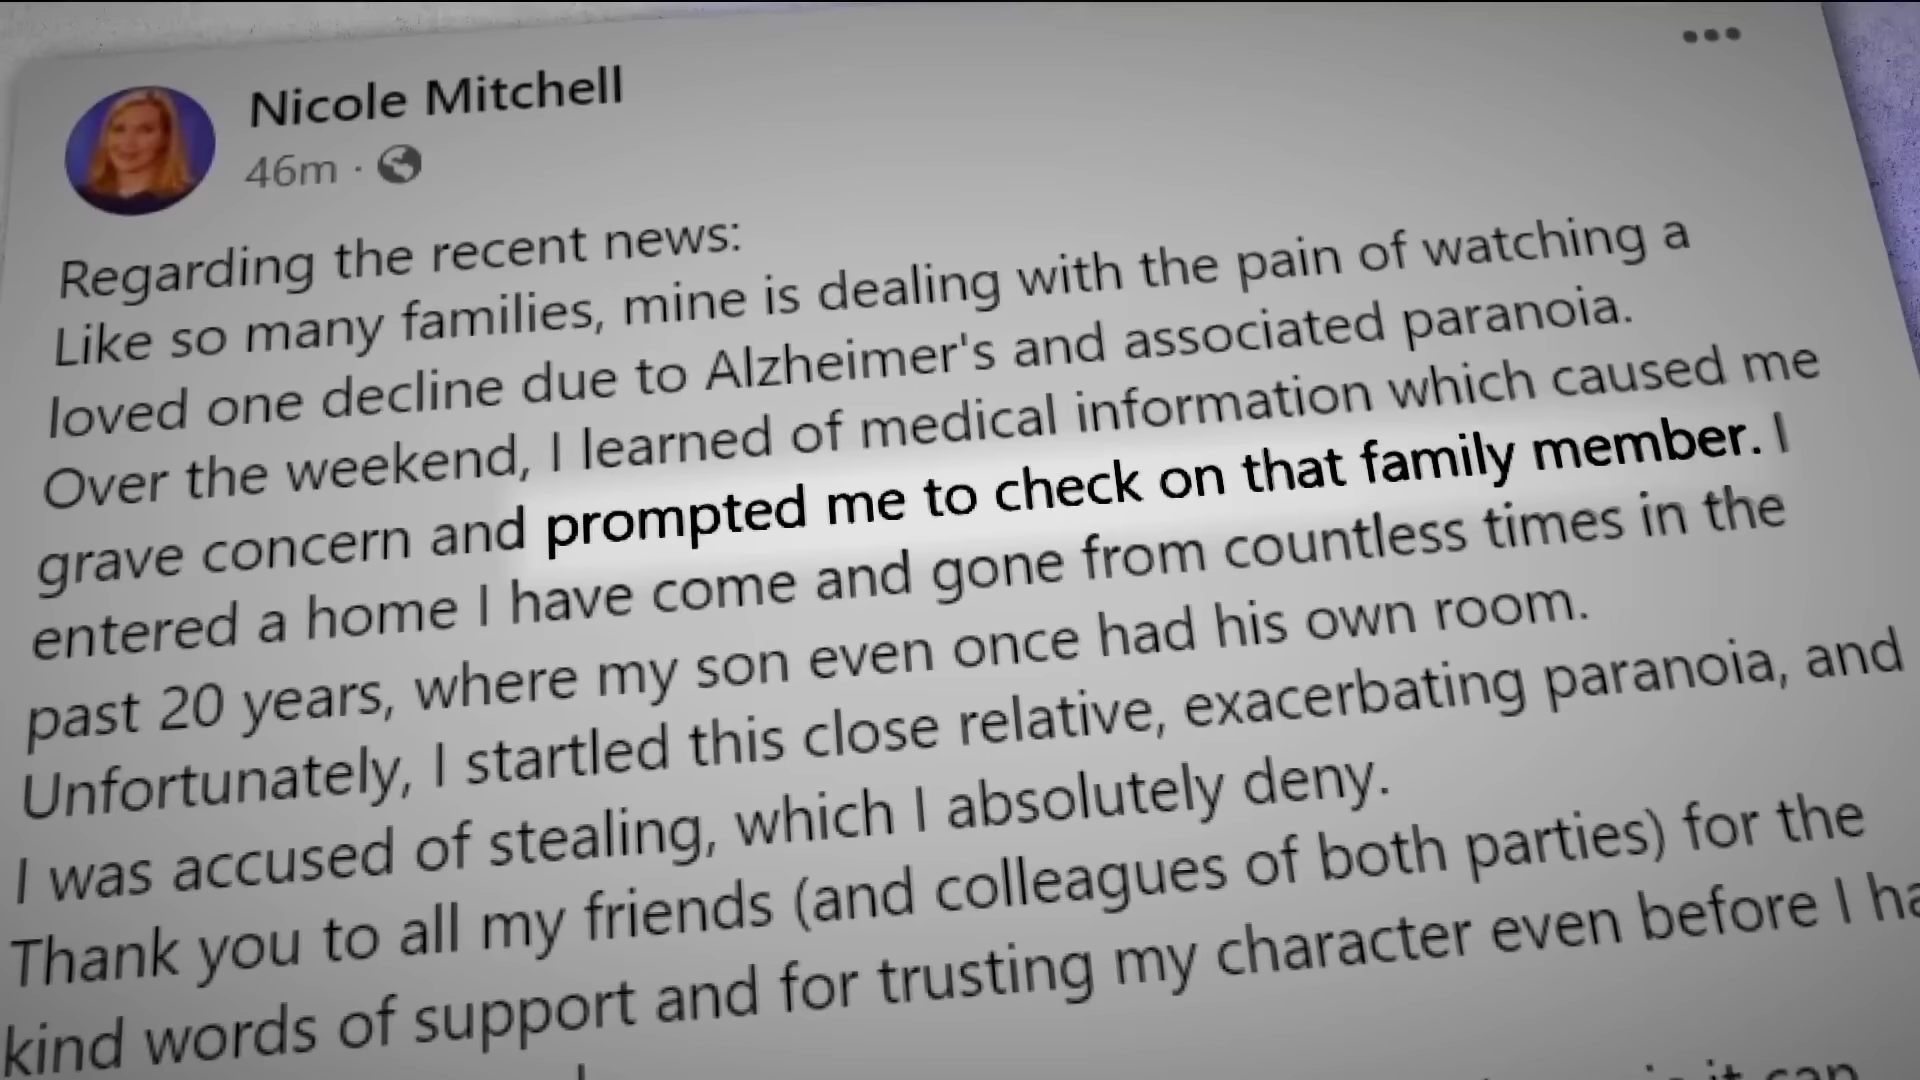 Nicole Mitchell
46m ·
Regarding the recent news:
Like so many families, mine is dealing with the pain of watching a
loved one decline due to Alzheimer's and associated paranoia.
Over the weekend, I learned of medical information which caused me
grave concern and prompted me to check on that family member. I
entered a home I have come and gone from countless times in the
past 20 years, where my son even once had his own room.
Unfortunately, I startled this close relative, exacerbating paranoia, and
I was accused of stealing, which I absolutely deny.
Thank you to all my friends (and colleagues of both parties) for the
kind words of support and for trusting my character even before I ha
it can